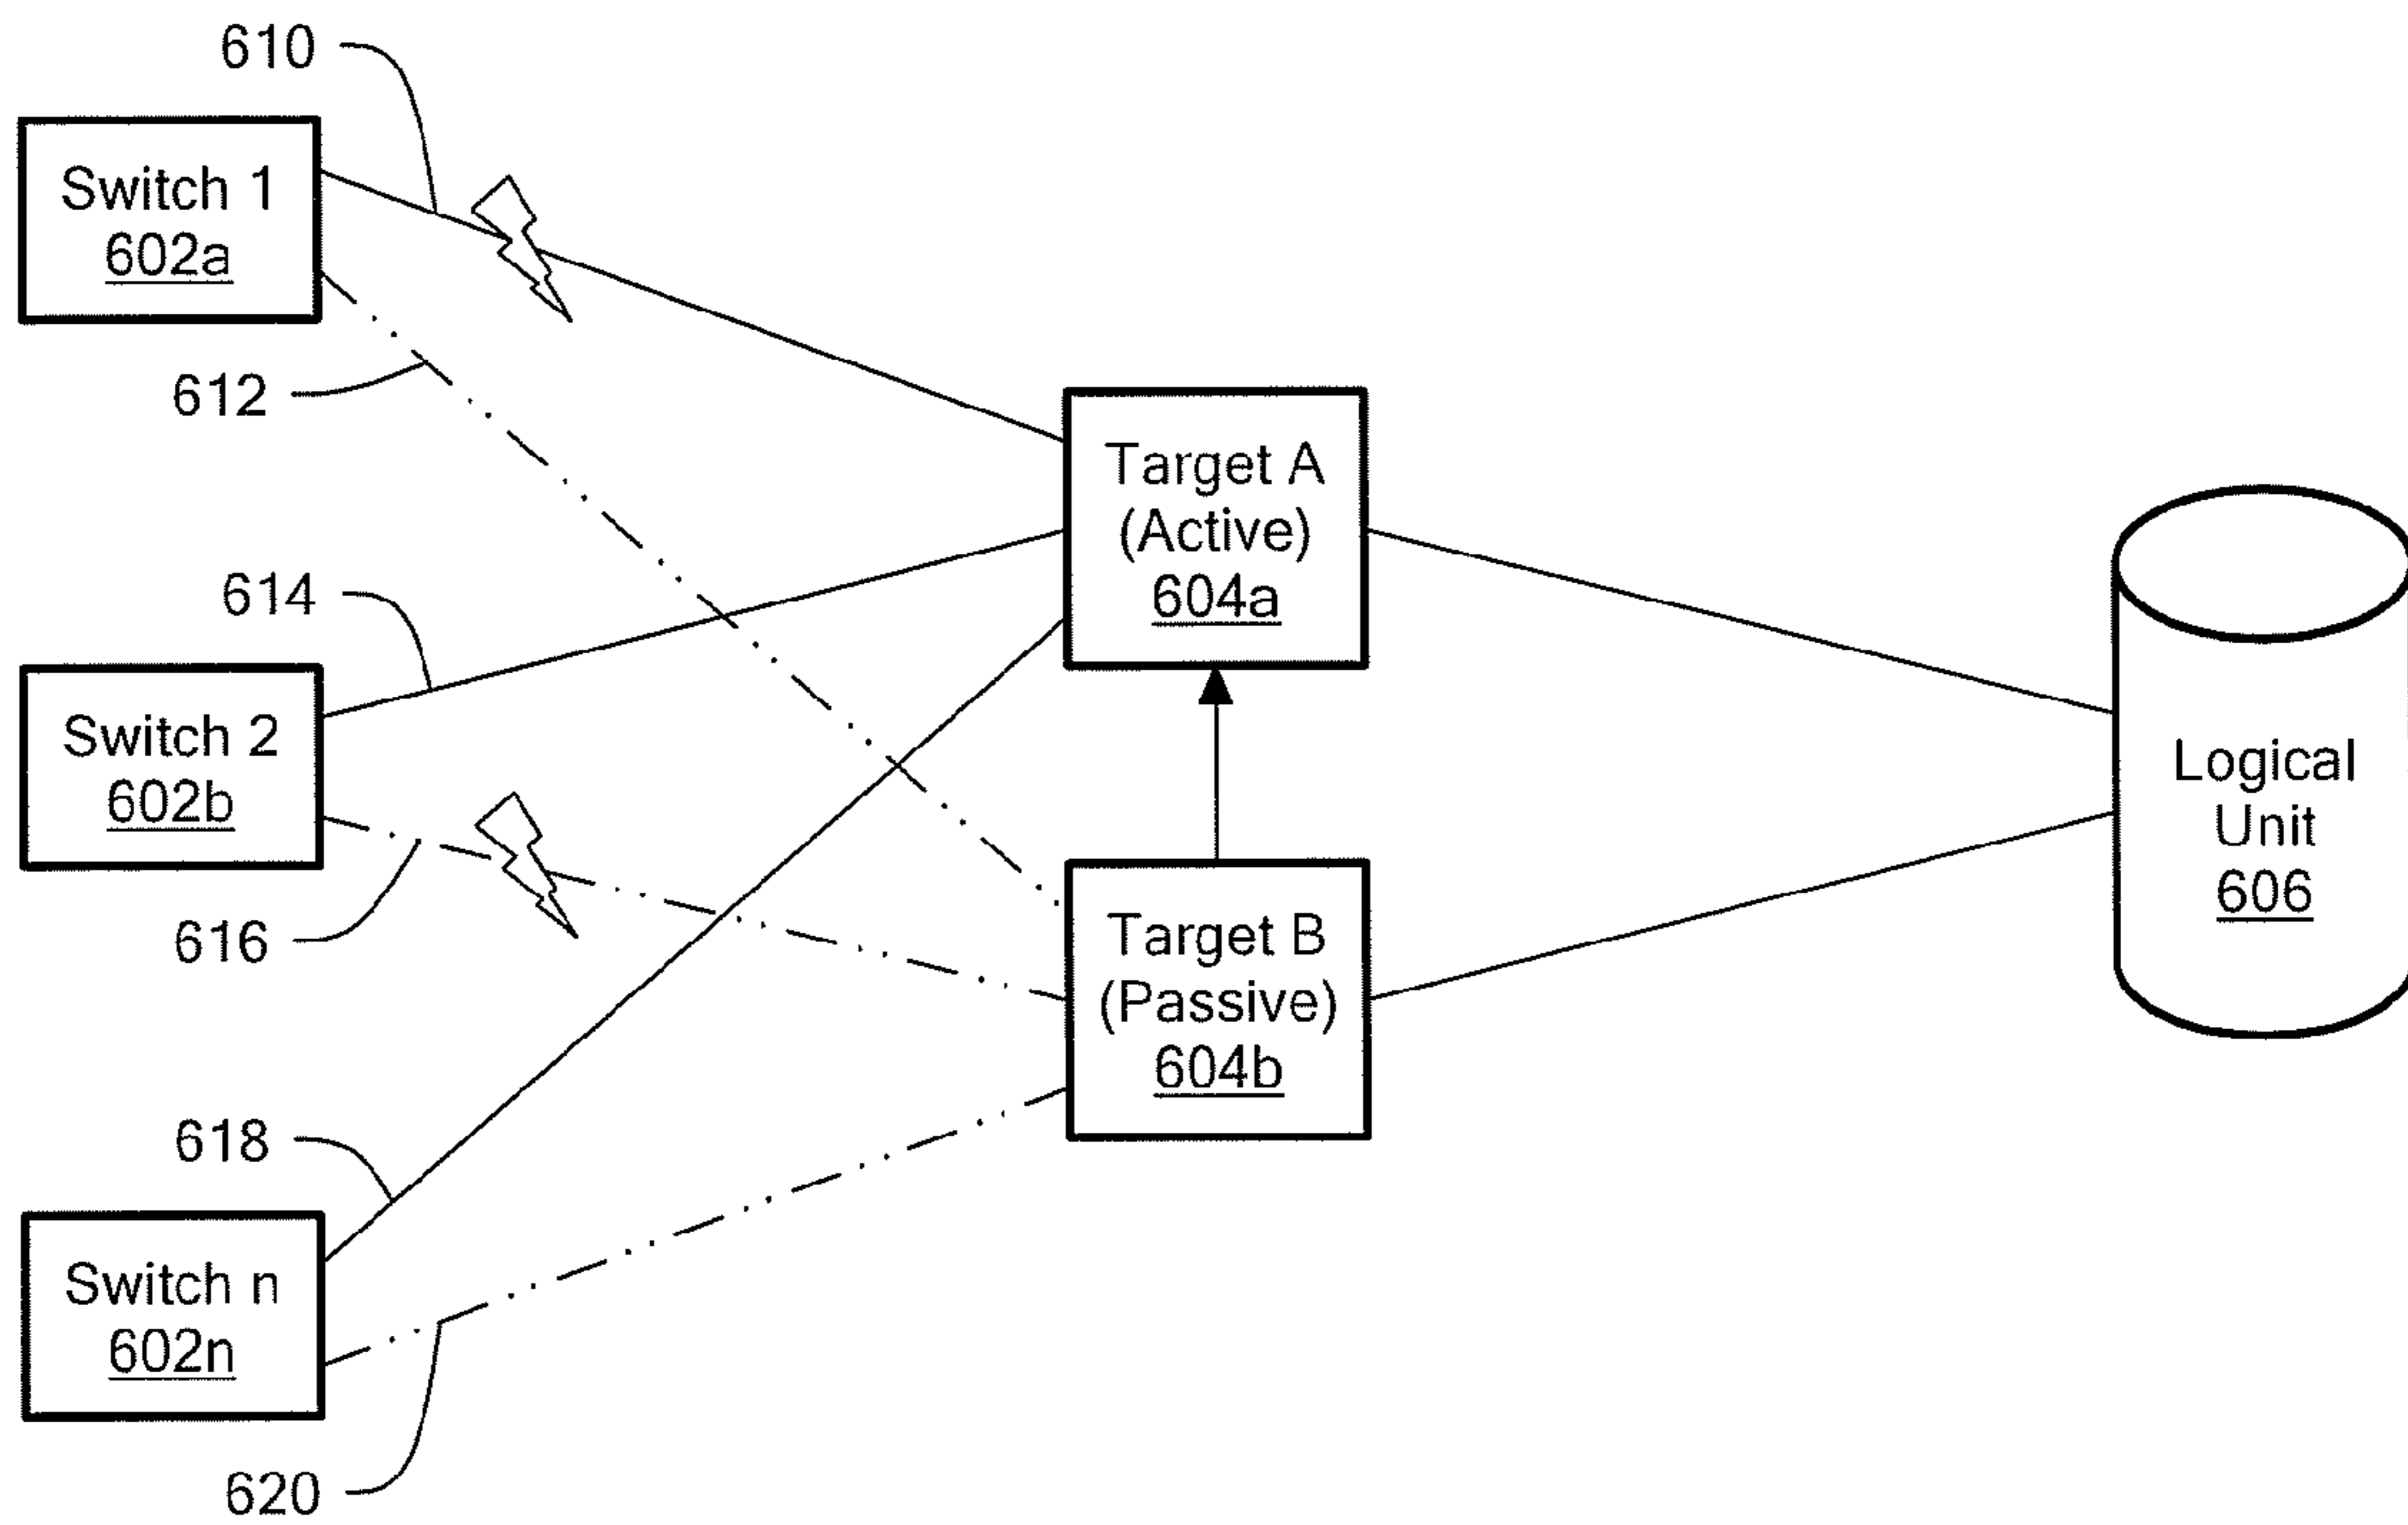 610
Switch 1
602a
612
Target A
(Active)
604a
614
Switch 2
602b
616
Logical
Unit
606
Target B
(Passive)
604b
618
Switch n
602n
620